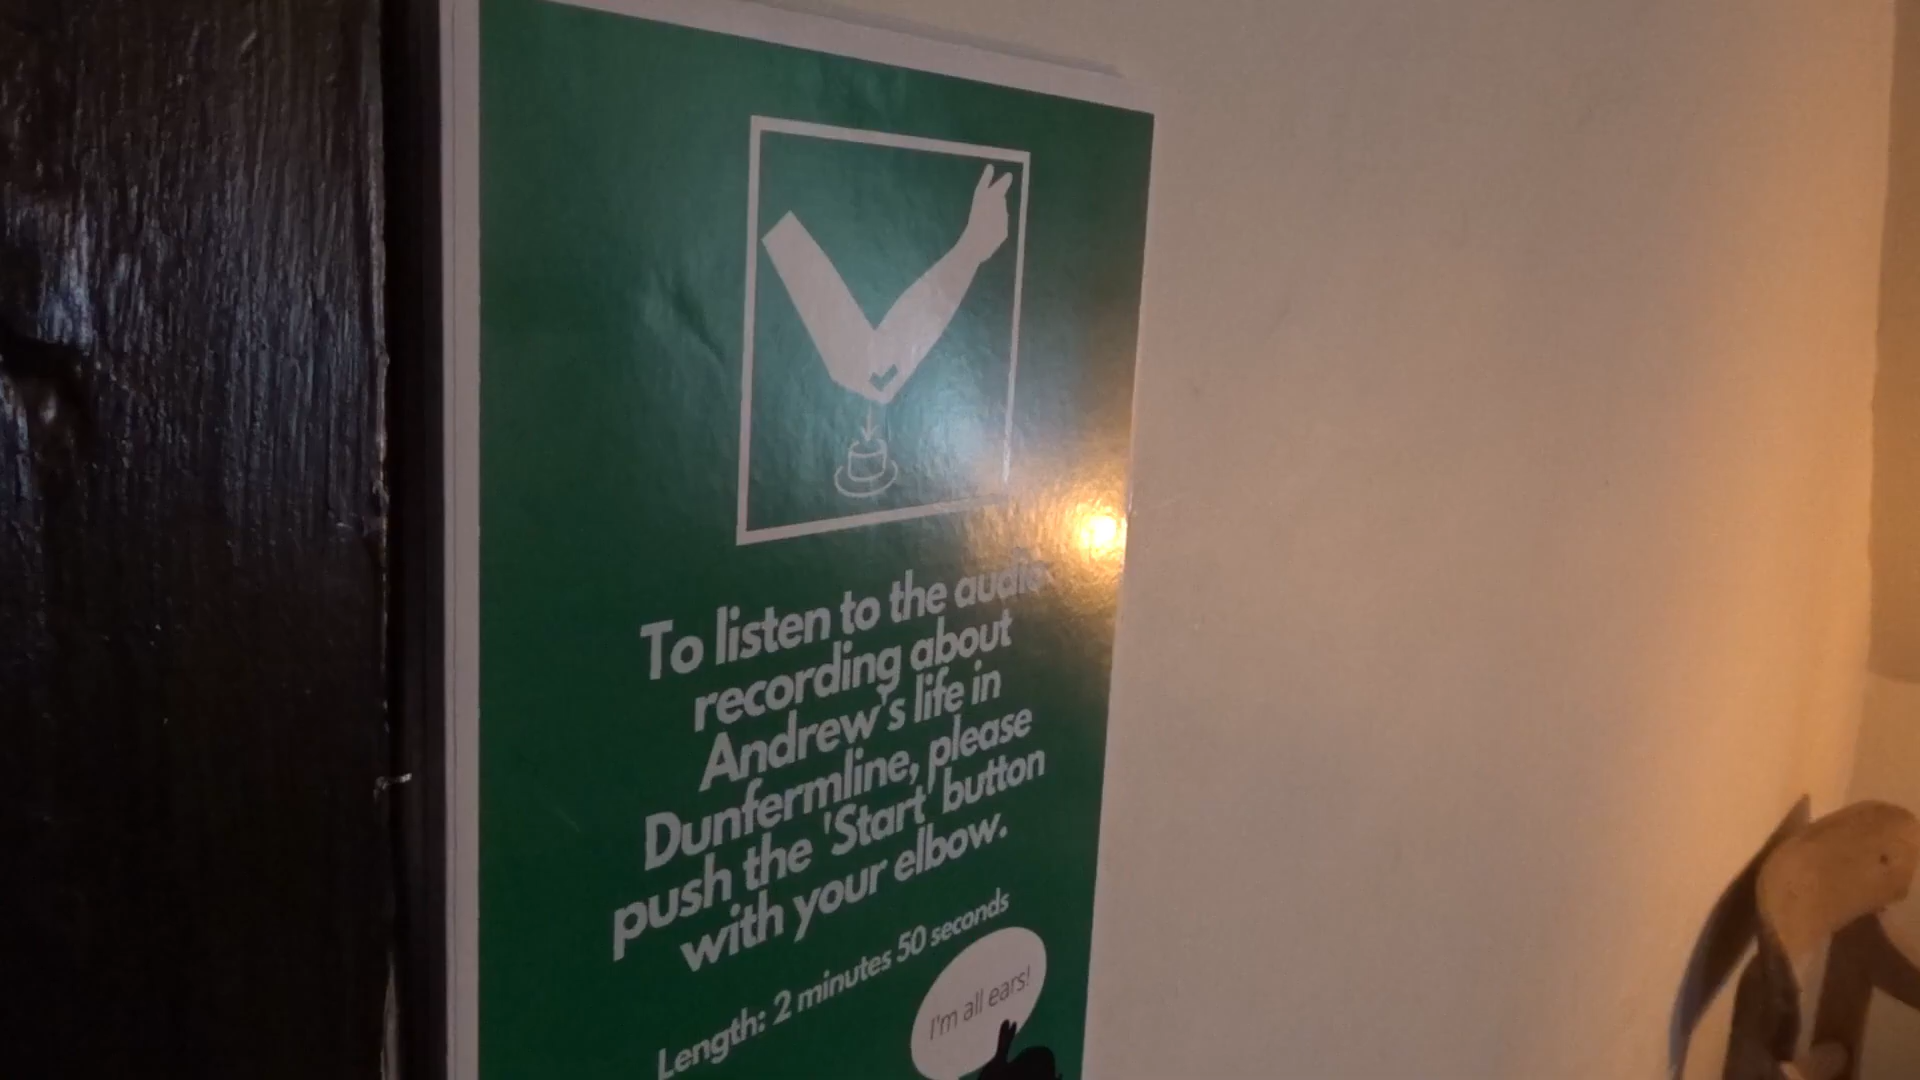 To listen to the audio
recording about
Andrew's life in
Dunfermline, please
push the 'Start' button
with your elbow.
Length: 2 minutes 50 seconds
I'm all ears!